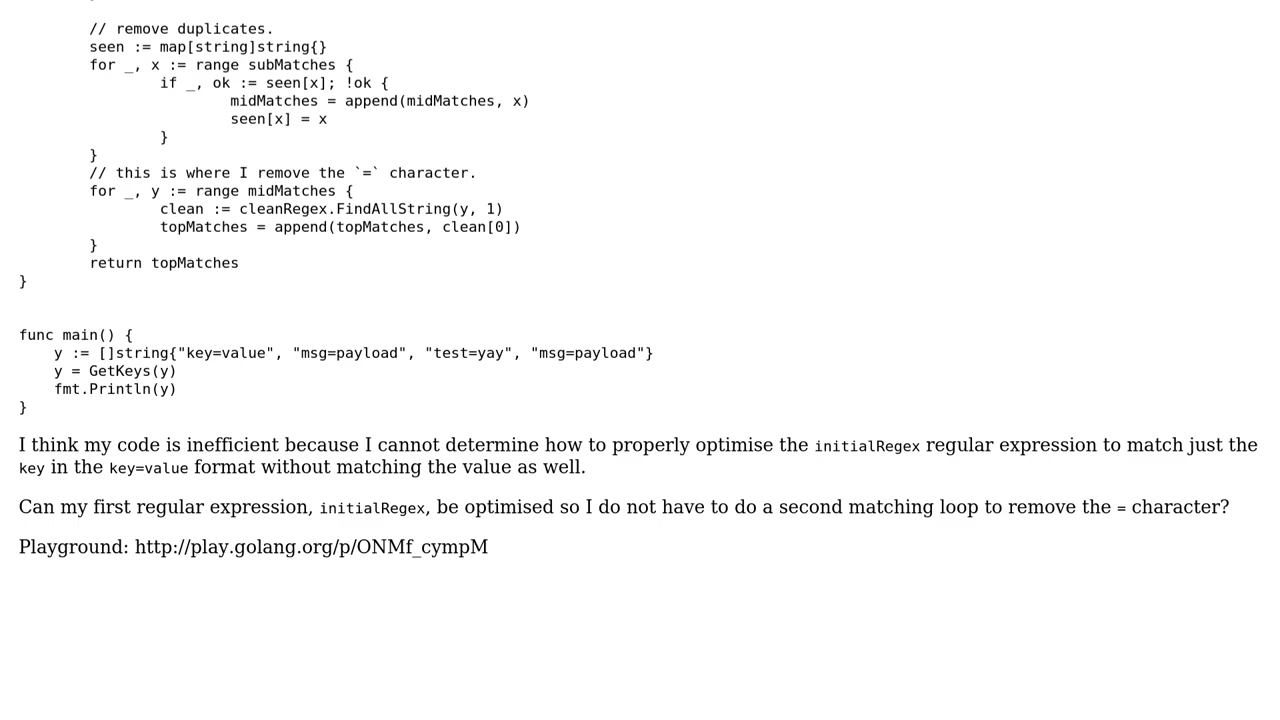 // remove duplicates.
        seen := map[string]string{}
        for _, x := range subMatches {
                if _, ok := seen[x]; !ok {
                        midMatches = append(midMatches, x)
                        seen[x] = x
                }
        }
        // this is where I remove the `=` character.
        for _, y := range midMatches {
                clean := cleanRegex.FindAllString(y, 1)
                topMatches = append(topMatches, clean[0])
        }
        return topMatches
}
func main() {
    y := []string{"key=value", "msg=payload", "test=yay", "msg=payload"}
    y = GetKeys(y)
    fmt.Println(y)
}
I think my code is inefficient because I cannot determine how to properly optimise the initialRegex regular expression to match just the
key in the key=value format without matching the value as well.
Can my first regular expression, initialRegex, be optimised so I do not have to do a second matching loop to remove the = character?
Playground: http://play.golang.org/p/ONMf_cympM